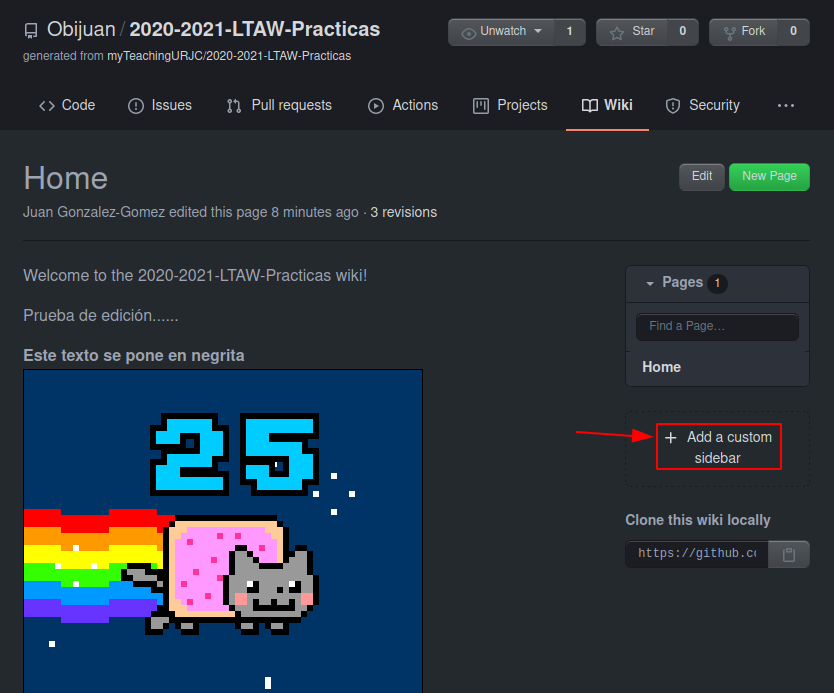 Obijuan / 2020-2021-LTAW-Practicas
Unwatch 1
Star 0
Fork 0
generated from myTeachingURJC/2020-2021-LTAW-Practicas
Code
Issues
Pull requests
Actions
Projects
Wiki
Security
...
Home
Edit
New Page
Juan Gonzalez-Gomez edited this page 8 minutes ago · 3 revisions
Welcome to the 2020-2021-LTAW-Practicas wiki!
Prueba de edición......
Este texto se pone en negrita
25
Pages 1
Find a Page...
Home
+ Add a custom
sidebar
Clone this wiki locally
https://github.cc